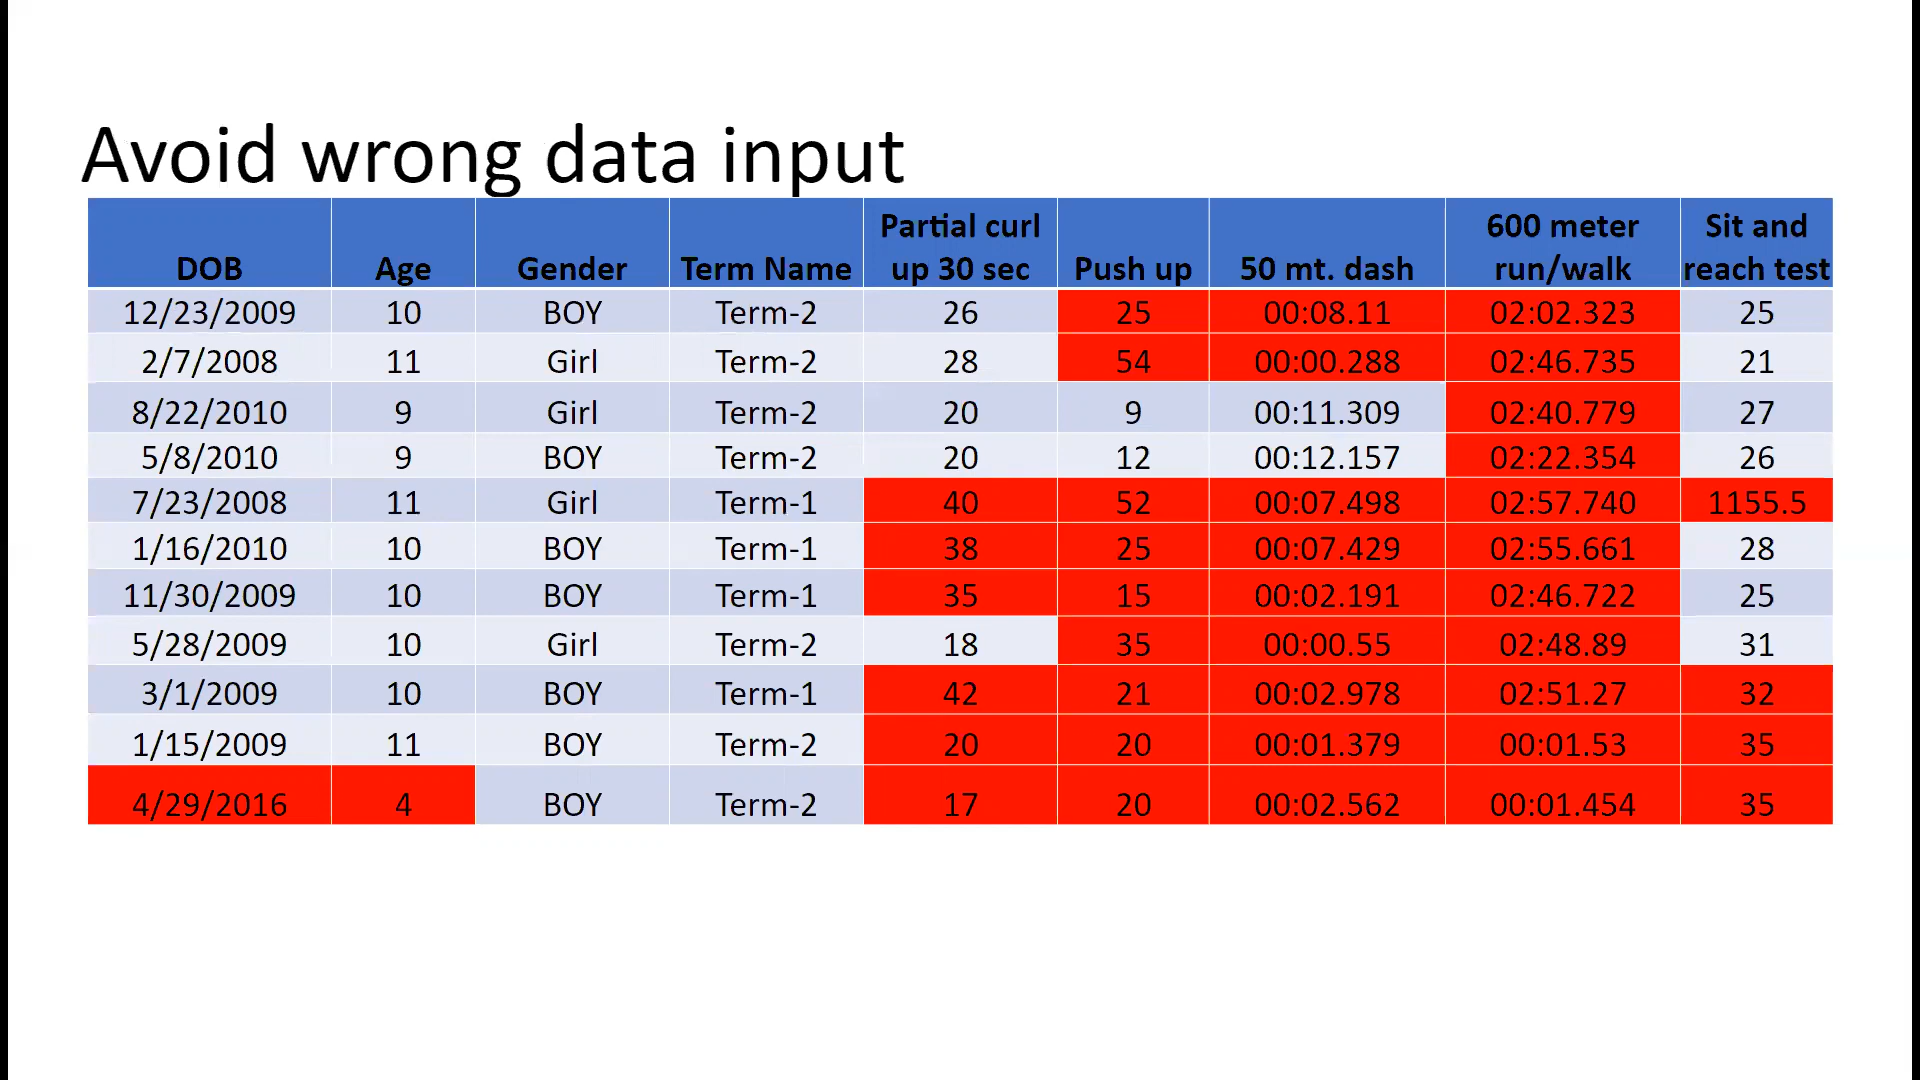 Avoid wrong data input
DOB Age Gender Term Name Partial curl up 30 sec Push up 50 mt. dash 600 meter run/walk Sit and reach test
12/23/2009 10 BOY Term-2 26 25 00:08.11 02:02.323 25
2/7/2008 11 Girl Term-2 28 54 00:00.288 02:46.735 21
8/22/2010 9 Girl Term-2 20 9 00:11.309 02:40.779 27
5/8/2010 9 BOY Term-2 20 12 00:12.157 02:22.354 26
7/23/2008 11 Girl Term-1 40 52 00:07.498 02:57.740 1155.5
1/16/2010 10 BOY Term-1 38 25 00:07.429 02:55.661 28
11/30/2009 10 BOY Term-1 35 15 00:02.191 02:46.722 25
5/28/2009 10 Girl Term-2 18 35 00:00.55 02:48.89 31
3/1/2009 10 BOY Term-1 42 21 00:02.978 02:51.27 32
1/15/2009 11 BOY Term-2 20 20 00:01.379 00:01.53 35
4/29/2016 4 BOY Term-2 17 20 00:02.562 00:01.454 35